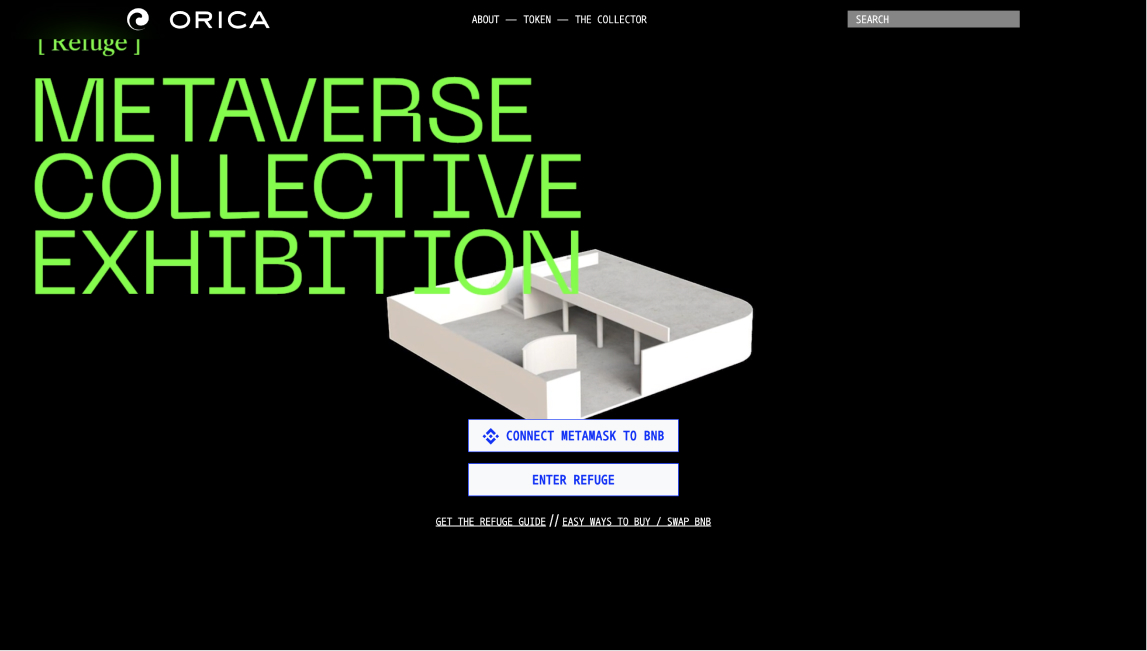 ORICA
ABOUT — TOKEN — THE COLLECTOR
SEARCH
[ Refuge ]
METAVERSE
COLLECTIVE
EXHIBITION
CONNECT METAMASK TO BNB
ENTER REFUGE
GET THE REFUGE GUIDE // EASY WAYS TO BUY / SWAP BNB